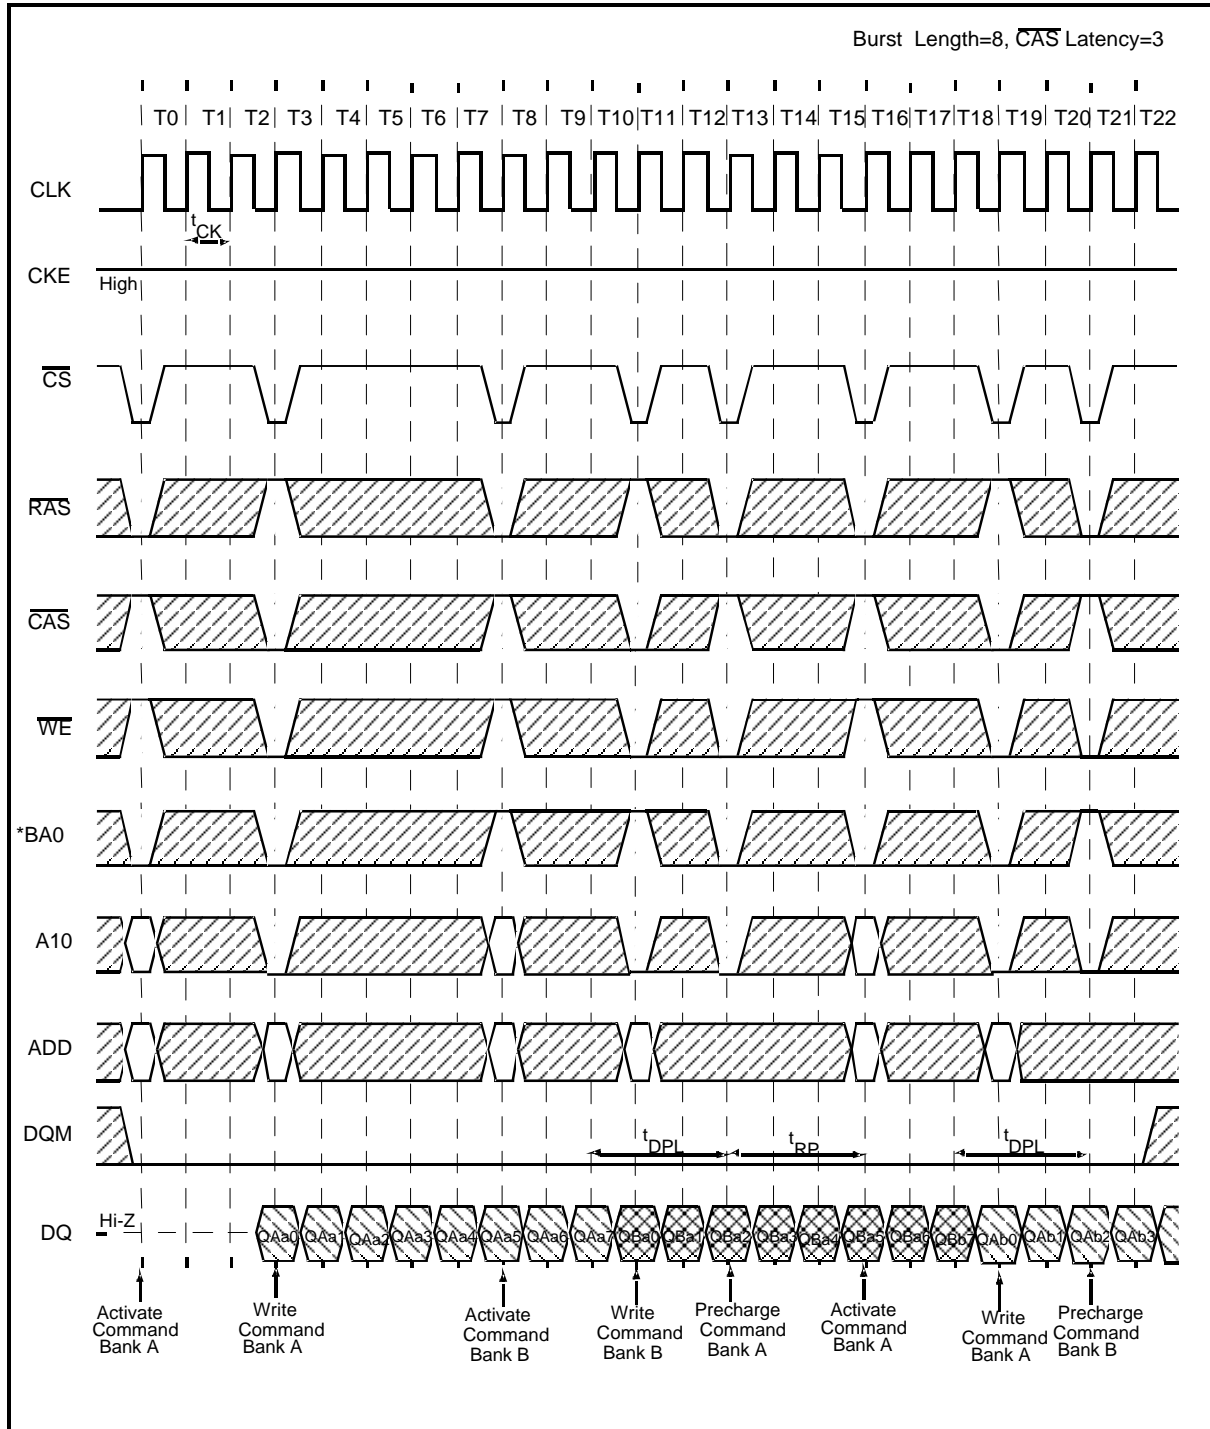 Burst Length=8, CAS Latency=3
T0 T1 T2 T3 T4 T5 T6 T7 T8 T9 T10 T11 T12 T13 T14 T15 T16 T17 T18 T19 T20 T21 T22
CLK
tCK
CKE
High
CS
RAS
CAS
WE
*BA0
A10
ADD
DQM
tDPL tRP tDPL
DQ
Hi-Z
QAa0 QAa1 QAa2 QAa3 QAa4 QAa5 QAa6 QAa7 QBa0 QBa1 QBa2 QBa3 QBa4 QBa5 QBa6 QBb7 QAb0 QAb1 QAb2 QAb3
Activate
Command
Bank A
Write
Command
Bank A
Activate
Command
Bank B
Write
Command
Bank B
Precharge
Command
Bank A
Activate
Command
Bank A
Write
Command
Bank A
Precharge
Command
Bank B